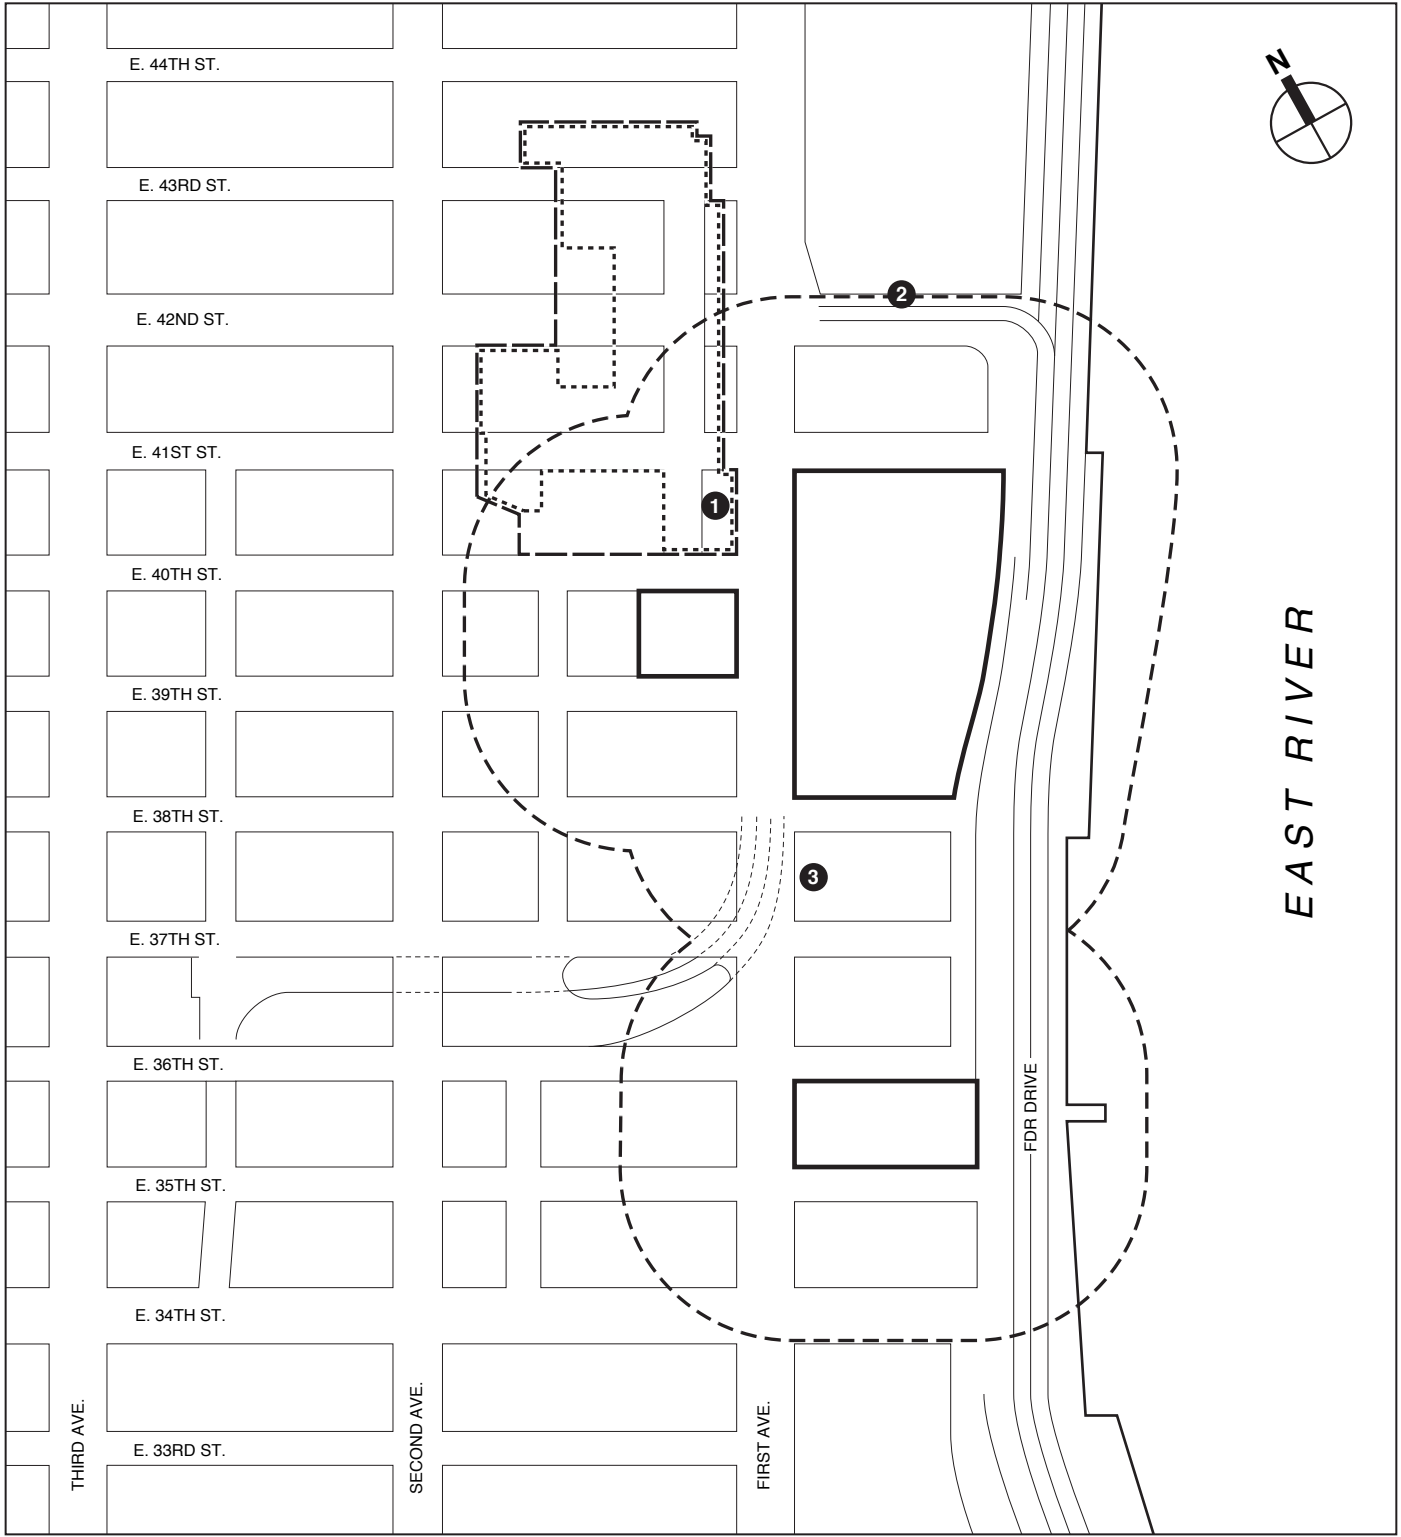 E. 44TH ST.
N
E. 43RD ST.
2
E. 42ND ST.
E. 41ST ST.
1
E. 40TH ST.
E. 39TH ST.
EAST RIVER
E. 38TH ST.
3
E. 37TH ST.
E. 36TH ST.
FDR DRIVE
E. 35TH ST.
E. 34TH ST.
THIRD AVE.
SECOND AVE.
FIRST AVE.
E. 33RD ST.